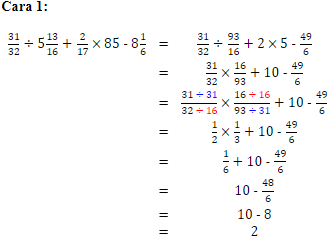 Cara 1:
31/32 ÷ 5 13/16 + 2/17 × 85 - 8 1/6 = 31/32 ÷ 93/16 + 2 × 5 - 49/6
= 31/32 × 16/93 + 10 - 49/6
= (31 ÷ 31)/(32 ÷ 16) × (16 ÷ 16)/(93 ÷ 31) + 10 - 49/6
= 1/2 × 1/3 + 10 - 49/6
= 1/6 + 10 - 49/6
= 10 - 48/6
= 10 - 8
= 2